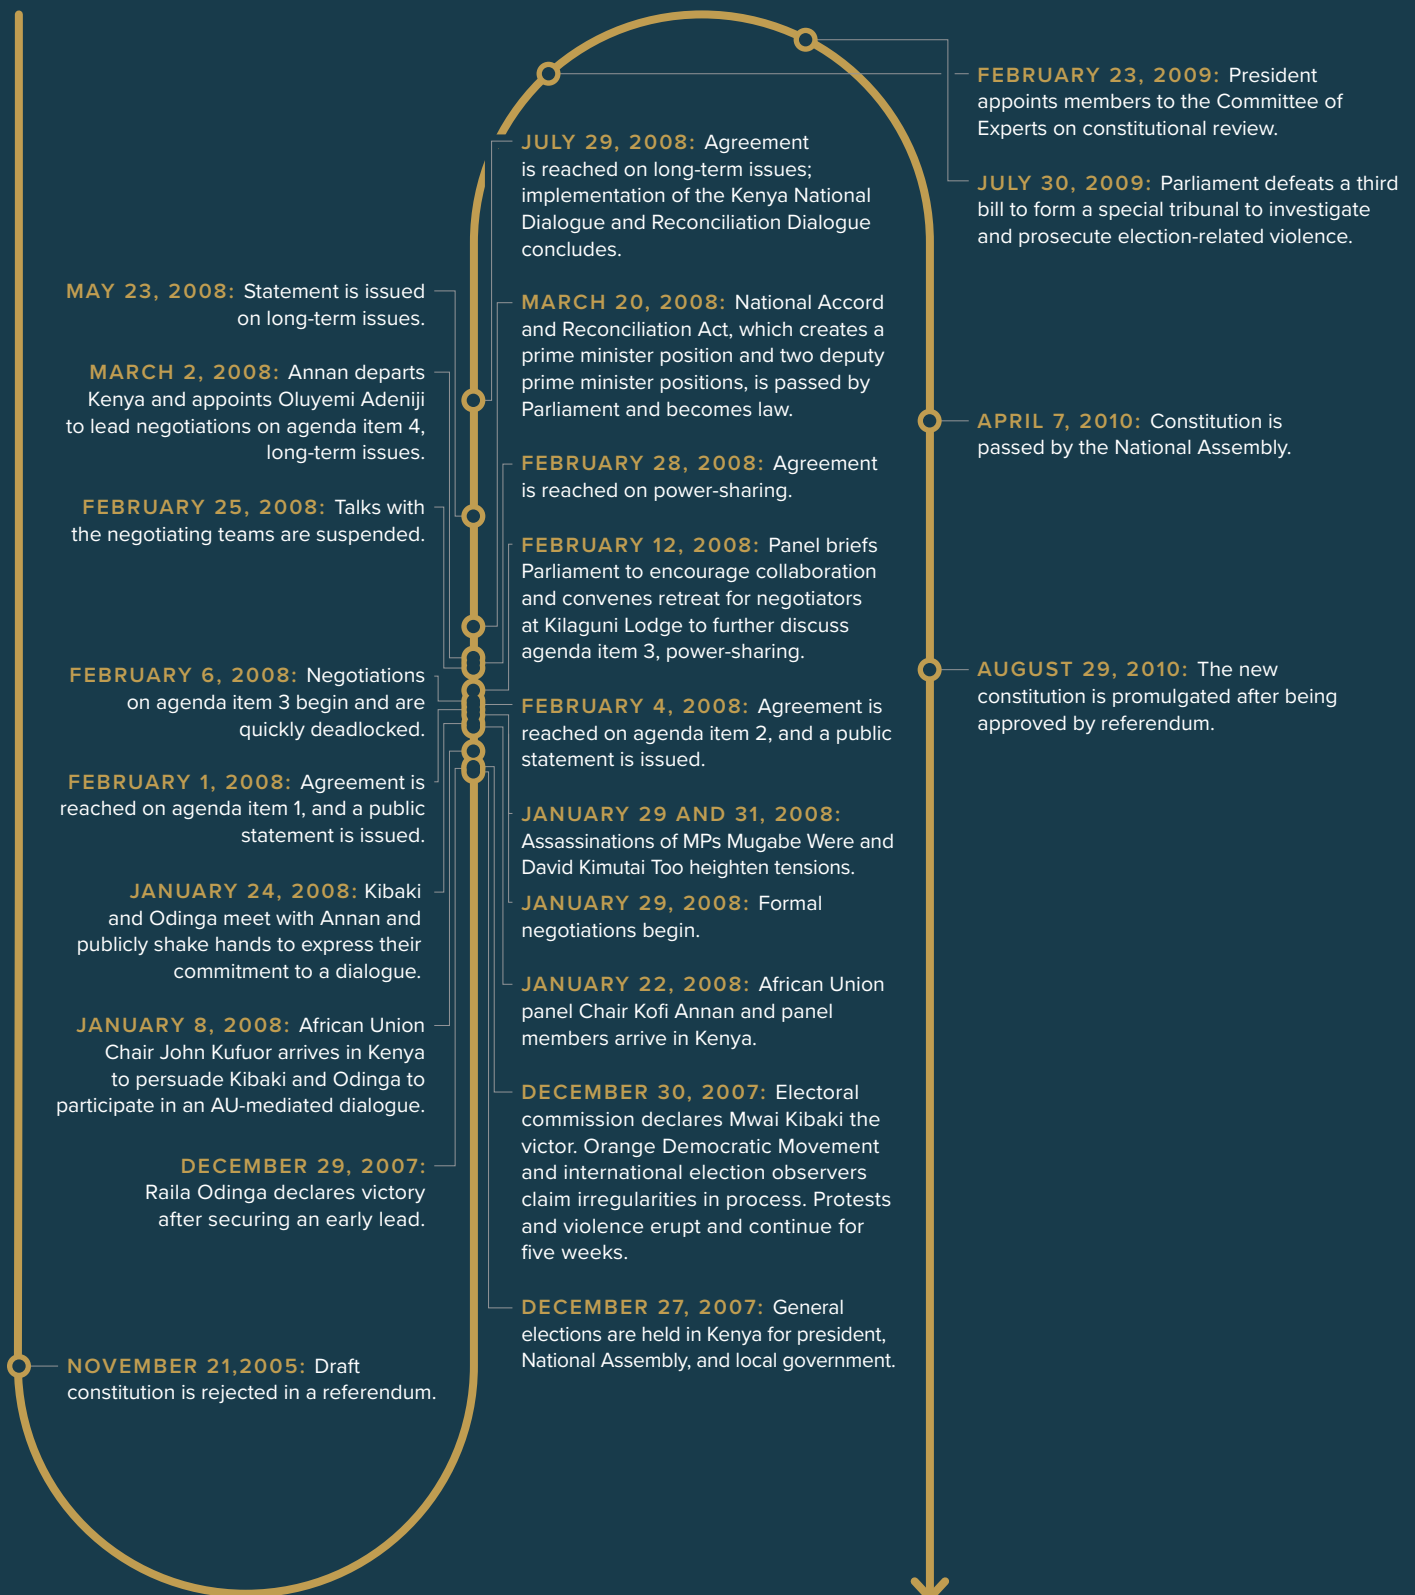 MAY 23, 2008: Statement is issued
on long-term issues.
MARCH 2, 2008: Annan departs
Kenya and appoints Oluyemi Adeniji
to lead negotiations on agenda item 4,
long-term issues.
FEBRUARY 25, 2008: Talks with
the negotiating teams are suspended.
FEBRUARY 6, 2008: Negotiations
on agenda item 3 begin and are
quickly deadlocked.
FEBRUARY 1, 2008: Agreement is
reached on agenda item 1, and a public
statement is issued.
JANUARY 24, 2008: Kibaki
and Odinga meet with Annan and
publicly shake hands to express their
commitment to a dialogue.
JANUARY 8, 2008: African Union
Chair John Kufuor arrives in Kenya
to persuade Kibaki and Odinga to
participate in an AU-mediated dialogue.
DECEMBER 29, 2007:
Raila Odinga declares victory
after securing an early lead.
NOVEMBER 21,2005: Draft
constitution is rejected in a referendum.
JULY 29, 2008: Agreement
is reached on long-term issues;
implementation of the Kenya National
Dialogue and Reconciliation Dialogue
concludes.
MARCH 20, 2008: National Accord
and Reconciliation Act, which creates a
prime minister position and two deputy
prime minister positions, is passed by
Parliament and becomes law.
FEBRUARY 28, 2008: Agreement
is reached on power-sharing.
FEBRUARY 12, 2008: Panel briefs
Parliament to encourage collaboration
and convenes retreat for negotiators
at Kilaguni Lodge to further discuss
agenda item 3, power-sharing.
FEBRUARY 4, 2008: Agreement is
reached on agenda item 2, and a public
statement is issued.
JANUARY 29 AND 31, 2008:
Assassinations of MPs Mugabe Were and
David Kimutai Too heighten tensions.
JANUARY 29, 2008: Formal
negotiations begin.
JANUARY 22, 2008: African Union
panel Chair Kofi Annan and panel
members arrive in Kenya.
DECEMBER 30, 2007: Electoral
commission declares Mwai Kibaki the
victor. Orange Democratic Movement
and international election observers
claim irregularities in process. Protests
and violence erupt and continue for
five weeks.
DECEMBER 27, 2007: General
elections are held in Kenya for president,
National Assembly, and local government.
FEBRUARY 23, 2009: President
appoints members to the Committee of
Experts on constitutional review.
JULY 30, 2009: Parliament defeats a third
bill to form a special tribunal to investigate
and prosecute election-related violence.
APRIL 7, 2010: Constitution is
passed by the National Assembly.
AUGUST 29, 2010: The new
constitution is promulgated after being
approved by referendum.